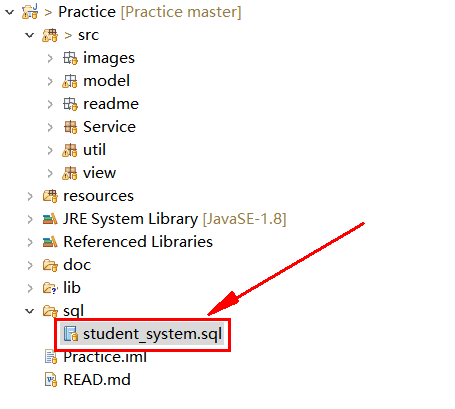 > Practice [Practice master]
> src
images
model
readme
Service
util
view
resources
JRE System Library [JavaSE-1.8]
Referenced Libraries
doc
lib
sql
student_system.sql
Practice.iml
READ.md